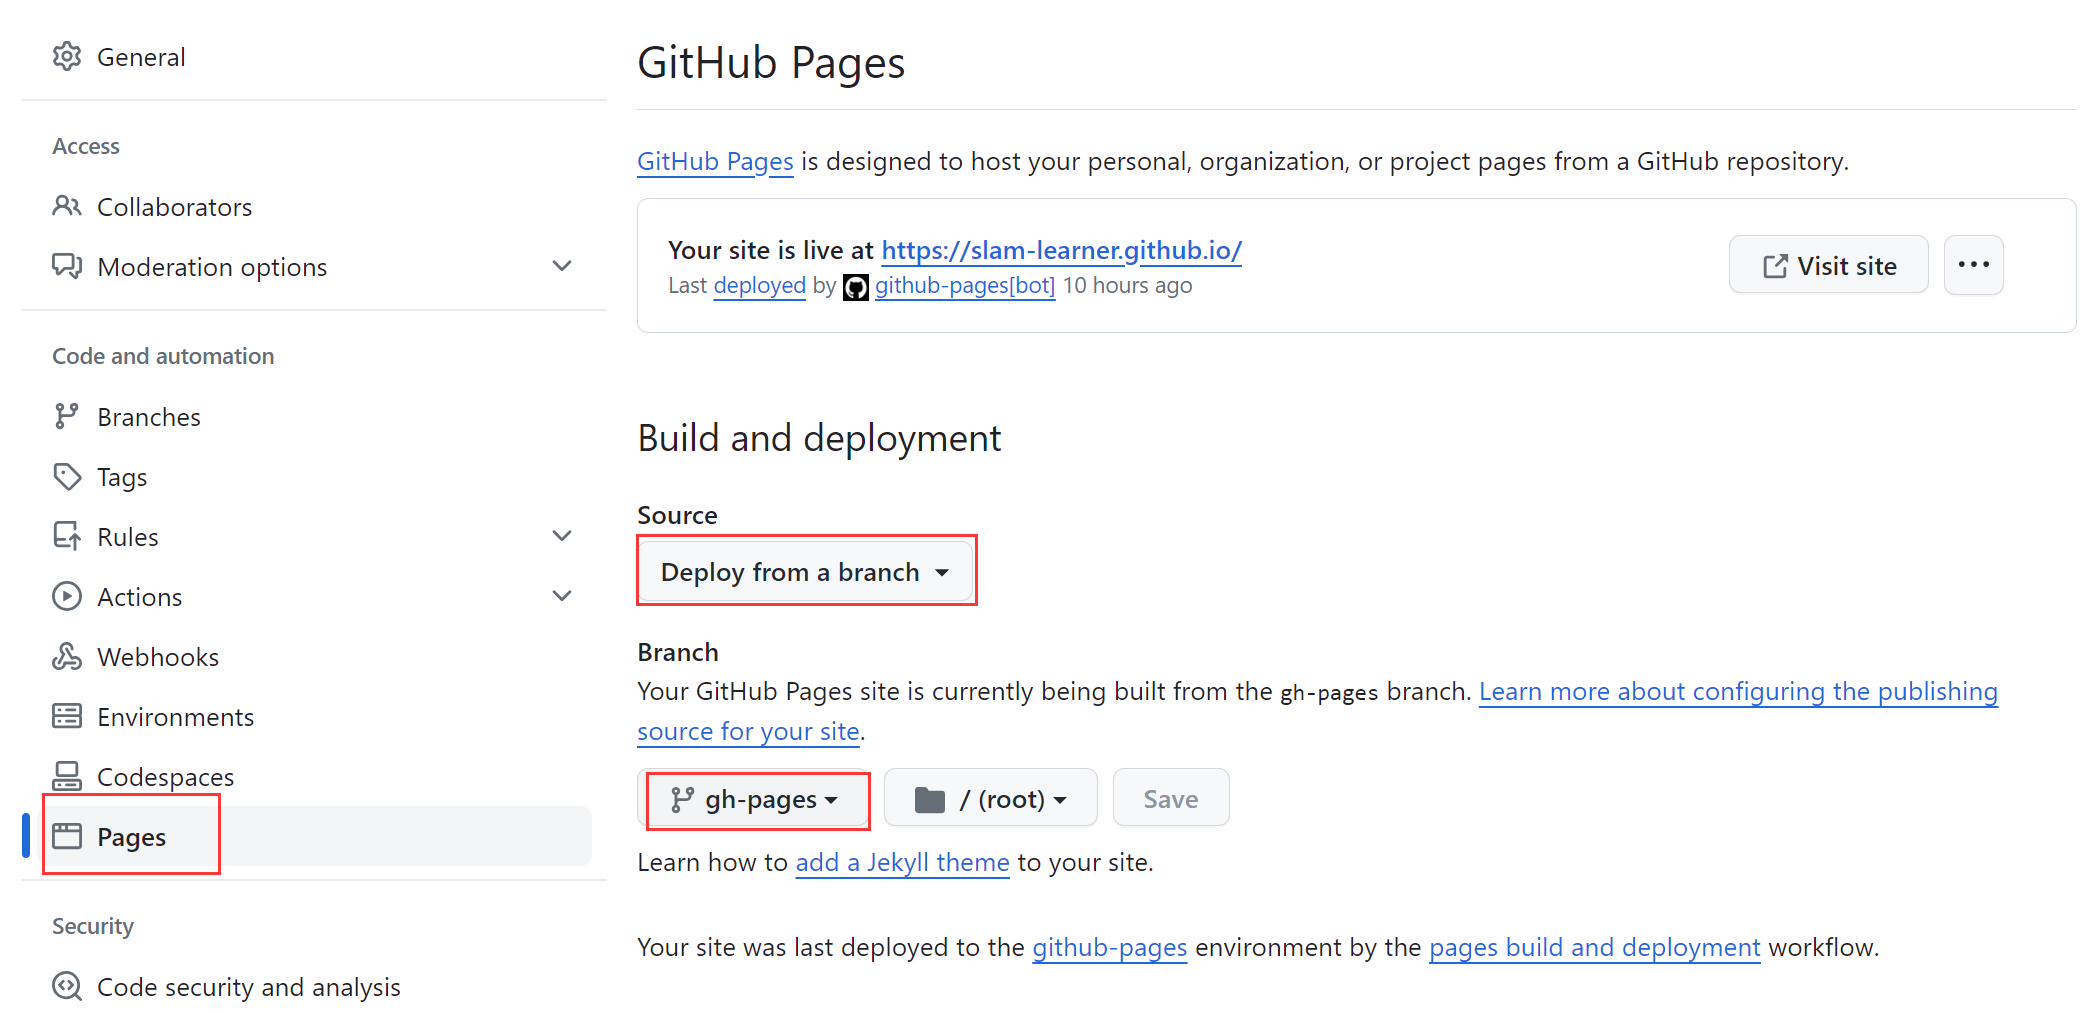 General
Access
Collaborators
Moderation options
Code and automation
Branches
Tags
Rules
Actions
Webhooks
Environments
Codespaces
Pages
Security
Code security and analysis
GitHub Pages
GitHub Pages is designed to host your personal, organization, or project pages from a GitHub repository.
Your site is live at https://slam-learner.github.io/
Last deployed by github-pages[bot] 10 hours ago
Visit site
Build and deployment
Source
Deploy from a branch
Branch
Your GitHub Pages site is currently being built from the gh-pages branch. Learn more about configuring the publishing
source for your site.
gh-pages
/ (root)
Save
Learn how to add a Jekyll theme to your site.
Your site was last deployed to the github-pages environment by the pages build and deployment workflow.